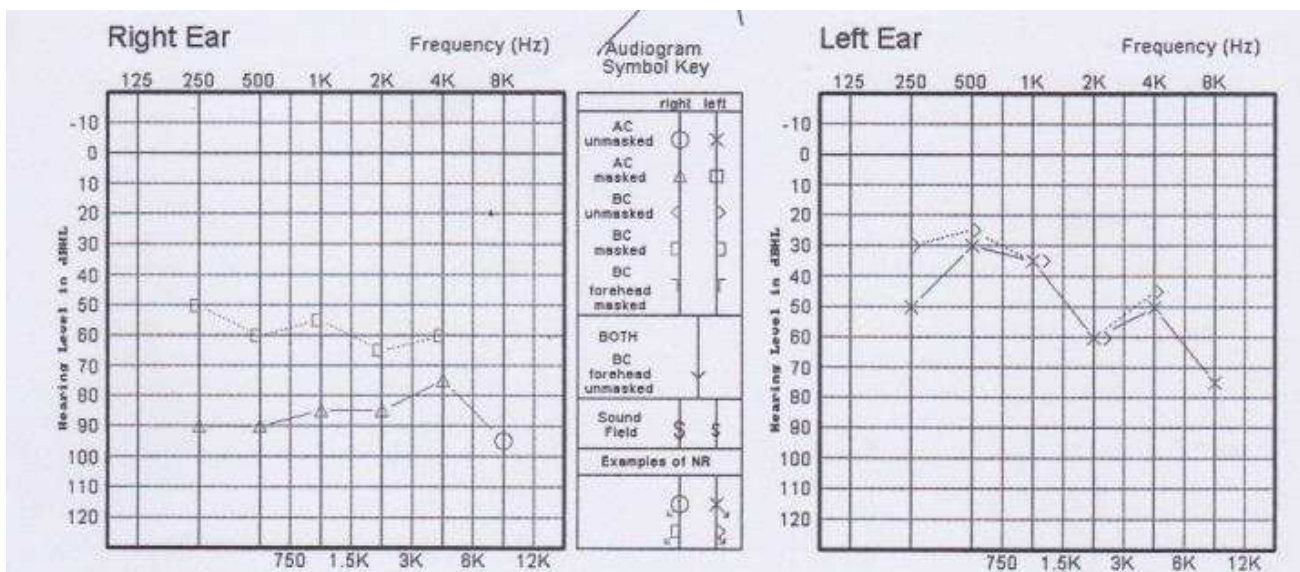 Right Ear
Frequency (Hz)
125 250 500 1K 2K 4K 8K
-10
0
10
20
30
40
50
60
70
80
90
100
110
120
Hearing Level in dBHL
750 1.5K 3K 6K 12K
Audiogram
Symbol Key
right left
AC
unmasked
AC
masked
BC
unmasked
BC
masked
BC
forehead
masked
BOTH
BC
forehead
unmasked
Sound
Field S s
Examples of NR
Left Ear
Frequency (Hz)
125 250 500 1K 2K 4K 8K
-10
0
10
20
30
40
50
60
70
80
90
100
110
120
Hearing Level in dBHL
750 1.5K 3K 6K 12K